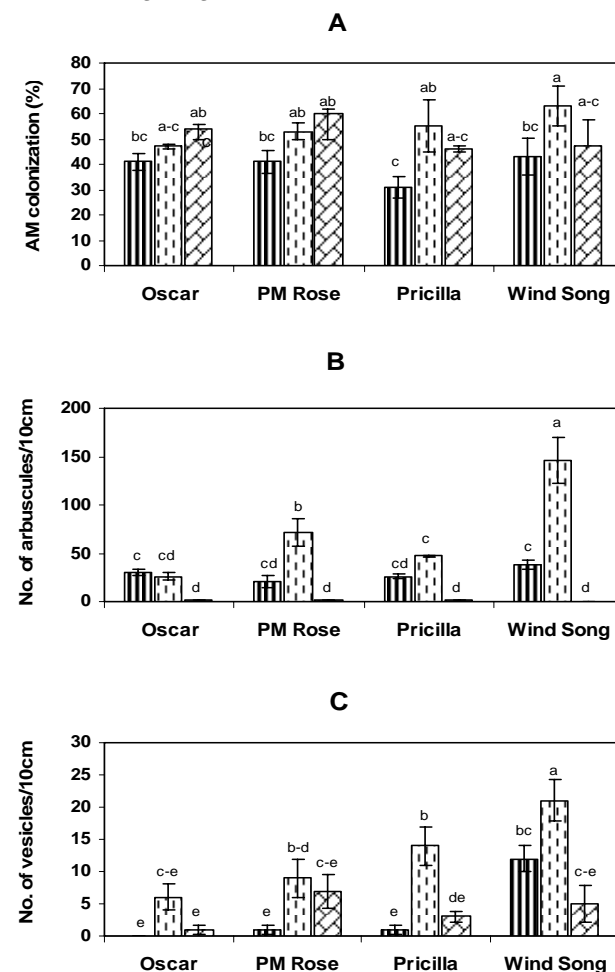 A
AM colonization (%)
80
70
60
50
40
30
20
10
0
bc
a-c
ab
c
bc
ab
ab
c
ab
a-c
bc
a
a-c
Oscar PM Rose Pricilla Wind Song
B
No. of arbuscules/10cm
200
150
100
50
0
c
cd
d
cd
b
d
cd
c
d
c
a
d
Oscar PM Rose Pricilla Wind Song
C
No. of vesicles/10cm
30
25
20
15
10
5
0
e
c-e
e
e
b-d
c-e
e
b
de
bc
a
c-e
Oscar PM Rose Pricilla Wind Song